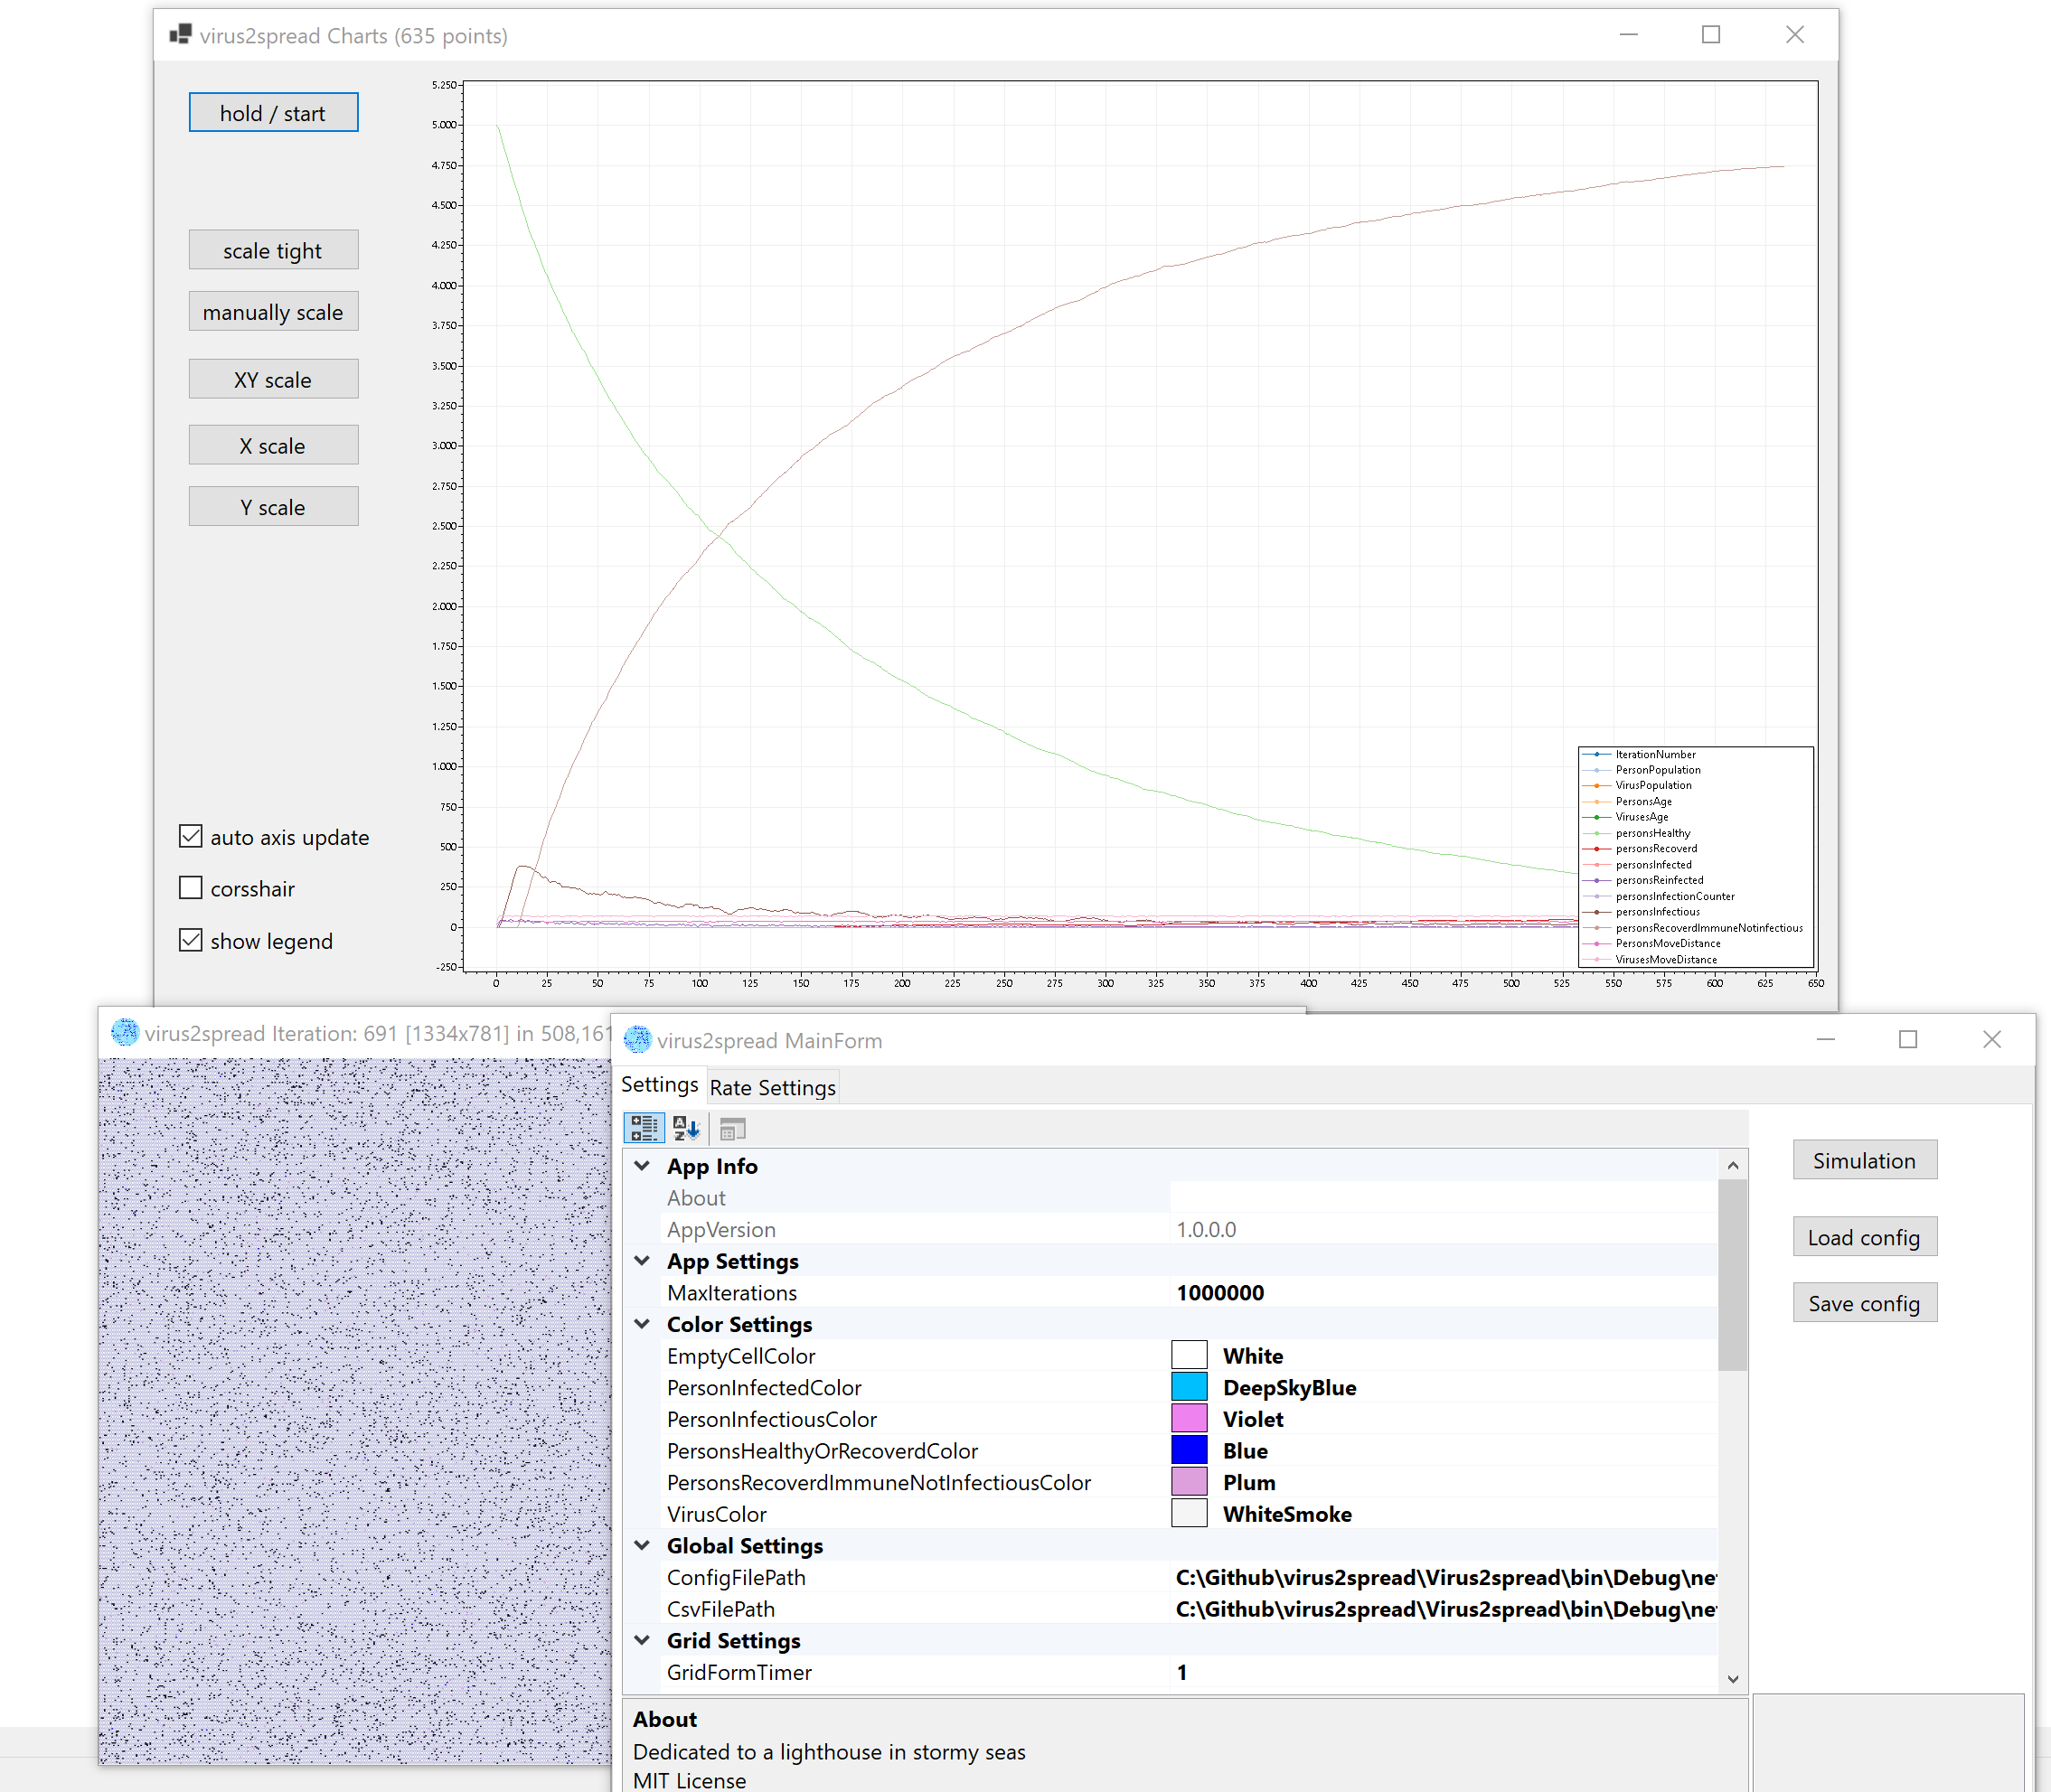 virus2spread Charts (635 points)
hold / start
scale tight
manually scale
XY scale
X scale
Y scale
auto axis update
corsshair
show legend
5.250
5.000
4.750
4.500
4.250
4.000
3.750
3.500
3.250
3.000
2.750
2.500
2.250
2.000
1.750
1.500
1.250
1.000
750
500
250
0
-250
0 25 50 75 100 125 150 175 200 225 250 275 300 325 350 375 400 425 450 475 500 525 550 575 600 625 650
IterationNumber
PersonPopulation
VirusPopulation
PersonsAge
VirusesAge
personsHealthy
personsRecoverd
personsInfected
personsReinfected
personsInfectionCounter
personsInfectious
personsRecoverdImmuneNotinfectious
PersonsMoveDistance
VirusesMoveDistance
virus2spread Iteration: 691 [1334x781] in 508,161
virus2spread MainForm
Settings Rate Settings
App Info
About
AppVersion 1.0.0.0
App Settings
MaxIterations 1000000
Color Settings
EmptyCellColor White
PersonInfectedColor DeepSkyBlue
PersonInfectiousColor Violet
PersonsHealthyOrRecoverdColor Blue
PersonsRecoverdImmuneNotInfectiousColor Plum
VirusColor WhiteSmoke
Global Settings
ConfigFilePath C:\Github\virus2spread\Virus2spread\bin\Debug\ne
CsvFilePath C:\Github\virus2spread\Virus2spread\bin\Debug\ne
Grid Settings
GridFormTimer 1
Simulation
Load config
Save config
About
Dedicated to a lighthouse in stormy seas
MIT License